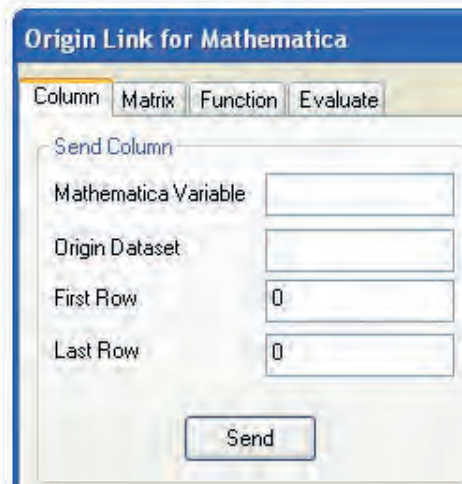 Origin Link for Mathematica
Column Matrix Function Evaluate
Send Column
Mathematica Variable
Origin Dataset
First Row 0
Last Row 0
Send